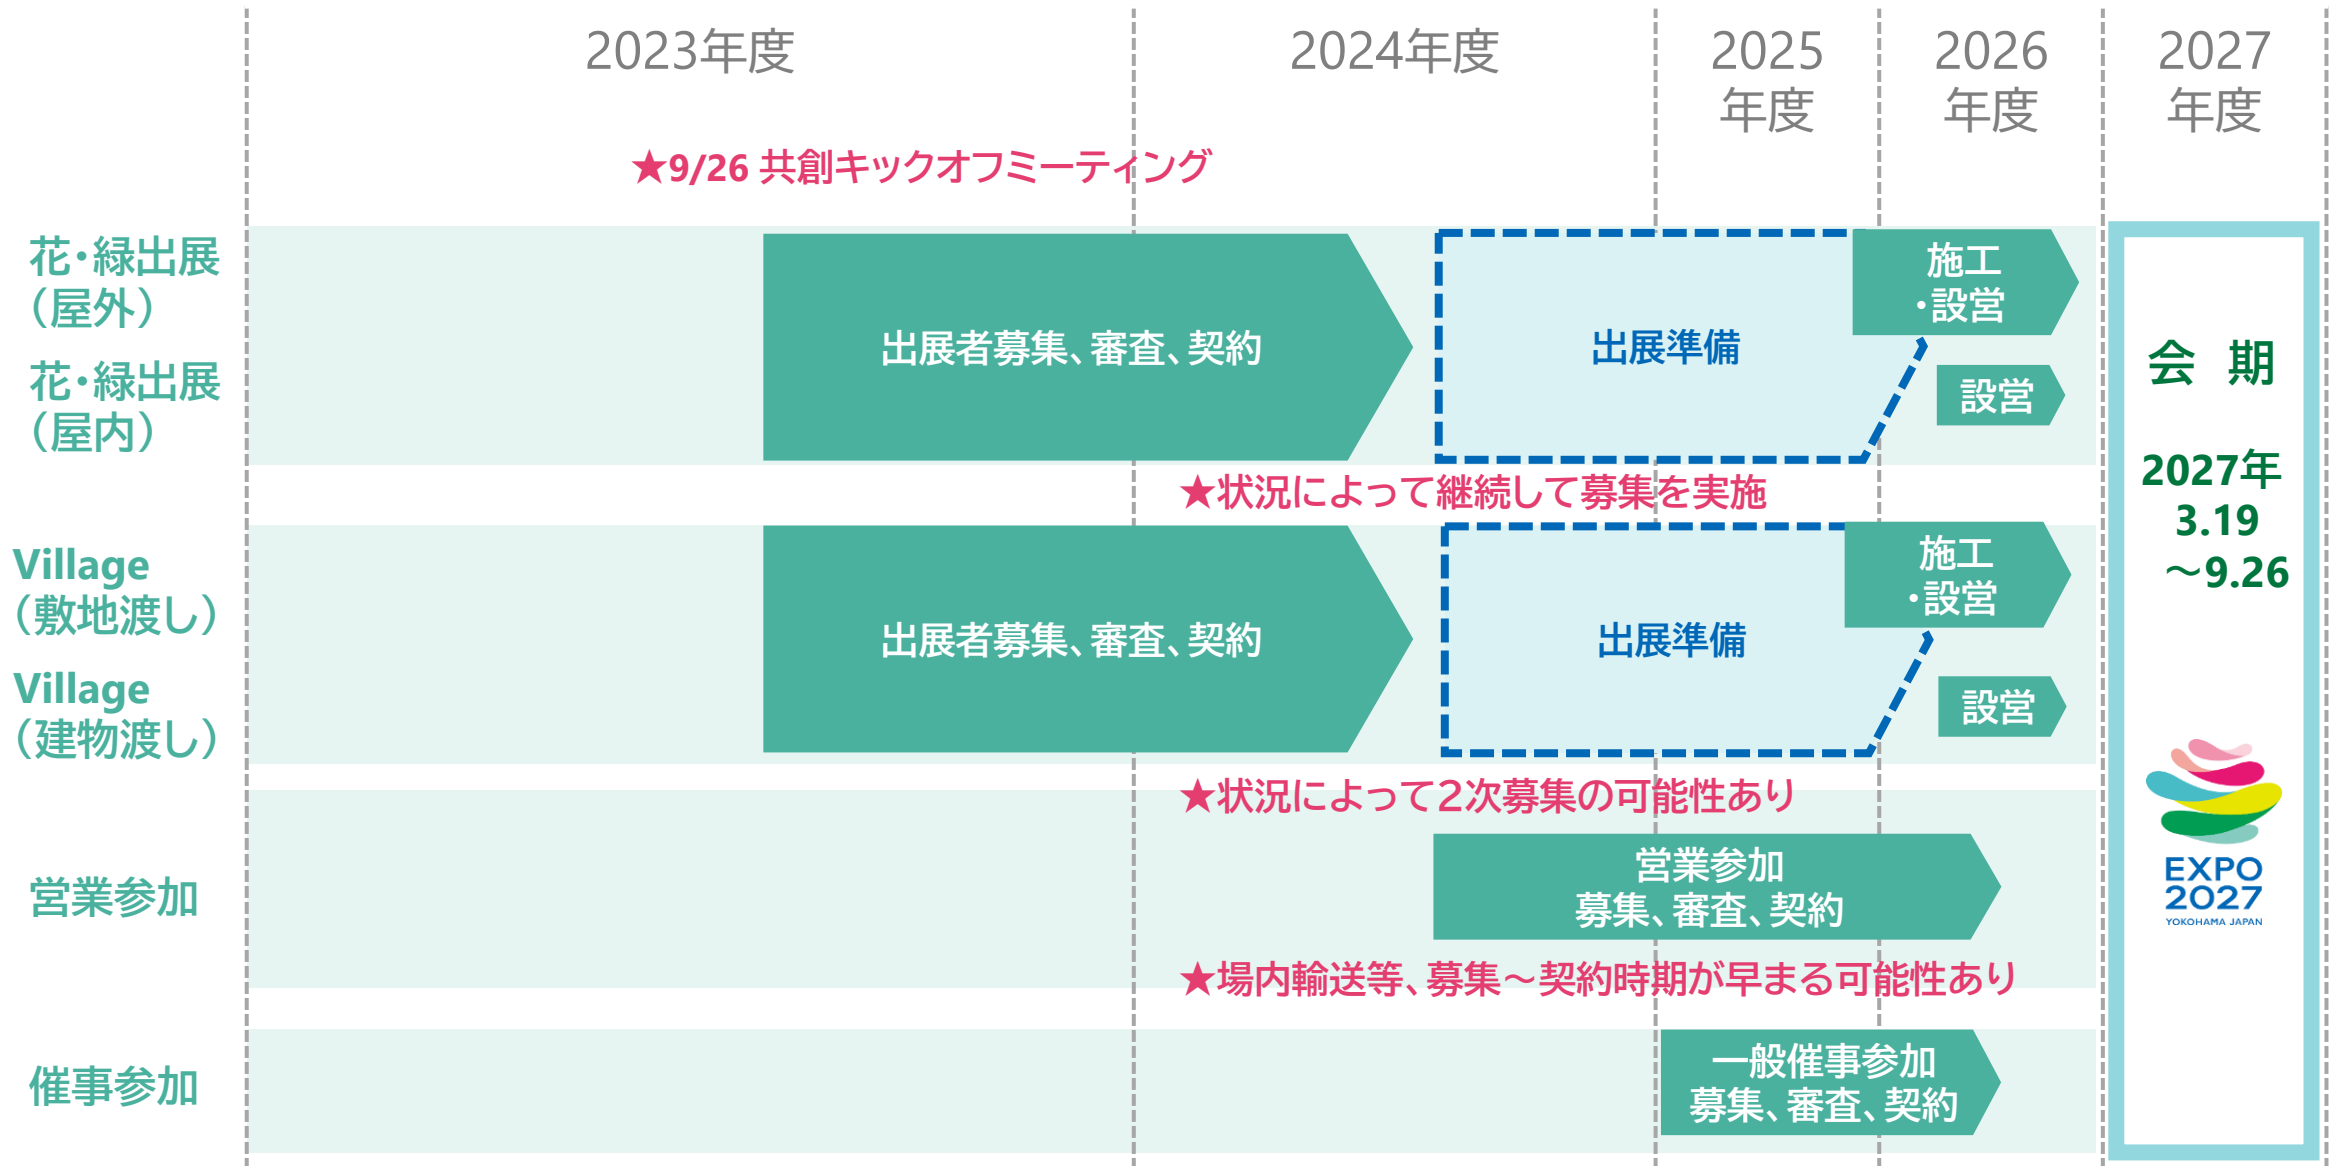 2023年度
2024年度
2025
年度
2026
年度
2027
年度
★9/26 共創キックオフミーティング
花・緑出展
（屋外）
花・緑出展
（屋内）
出展者募集、審査、契約
出展準備
施工
・設営
設営
★状況によって継続して募集を実施
Village
（敷地渡し）
Village
（建物渡し）
出展者募集、審査、契約
出展準備
施工
・設営
設営
★状況によって２次募集の可能性あり
営業参加
営業参加
募集、審査、契約
★場内輸送等、募集～契約時期が早まる可能性あり
催事参加
一般催事参加
募集、審査、契約
会 期
2027年
3.19
～9.26
EXPO
2027
YOKOHAMA JAPAN